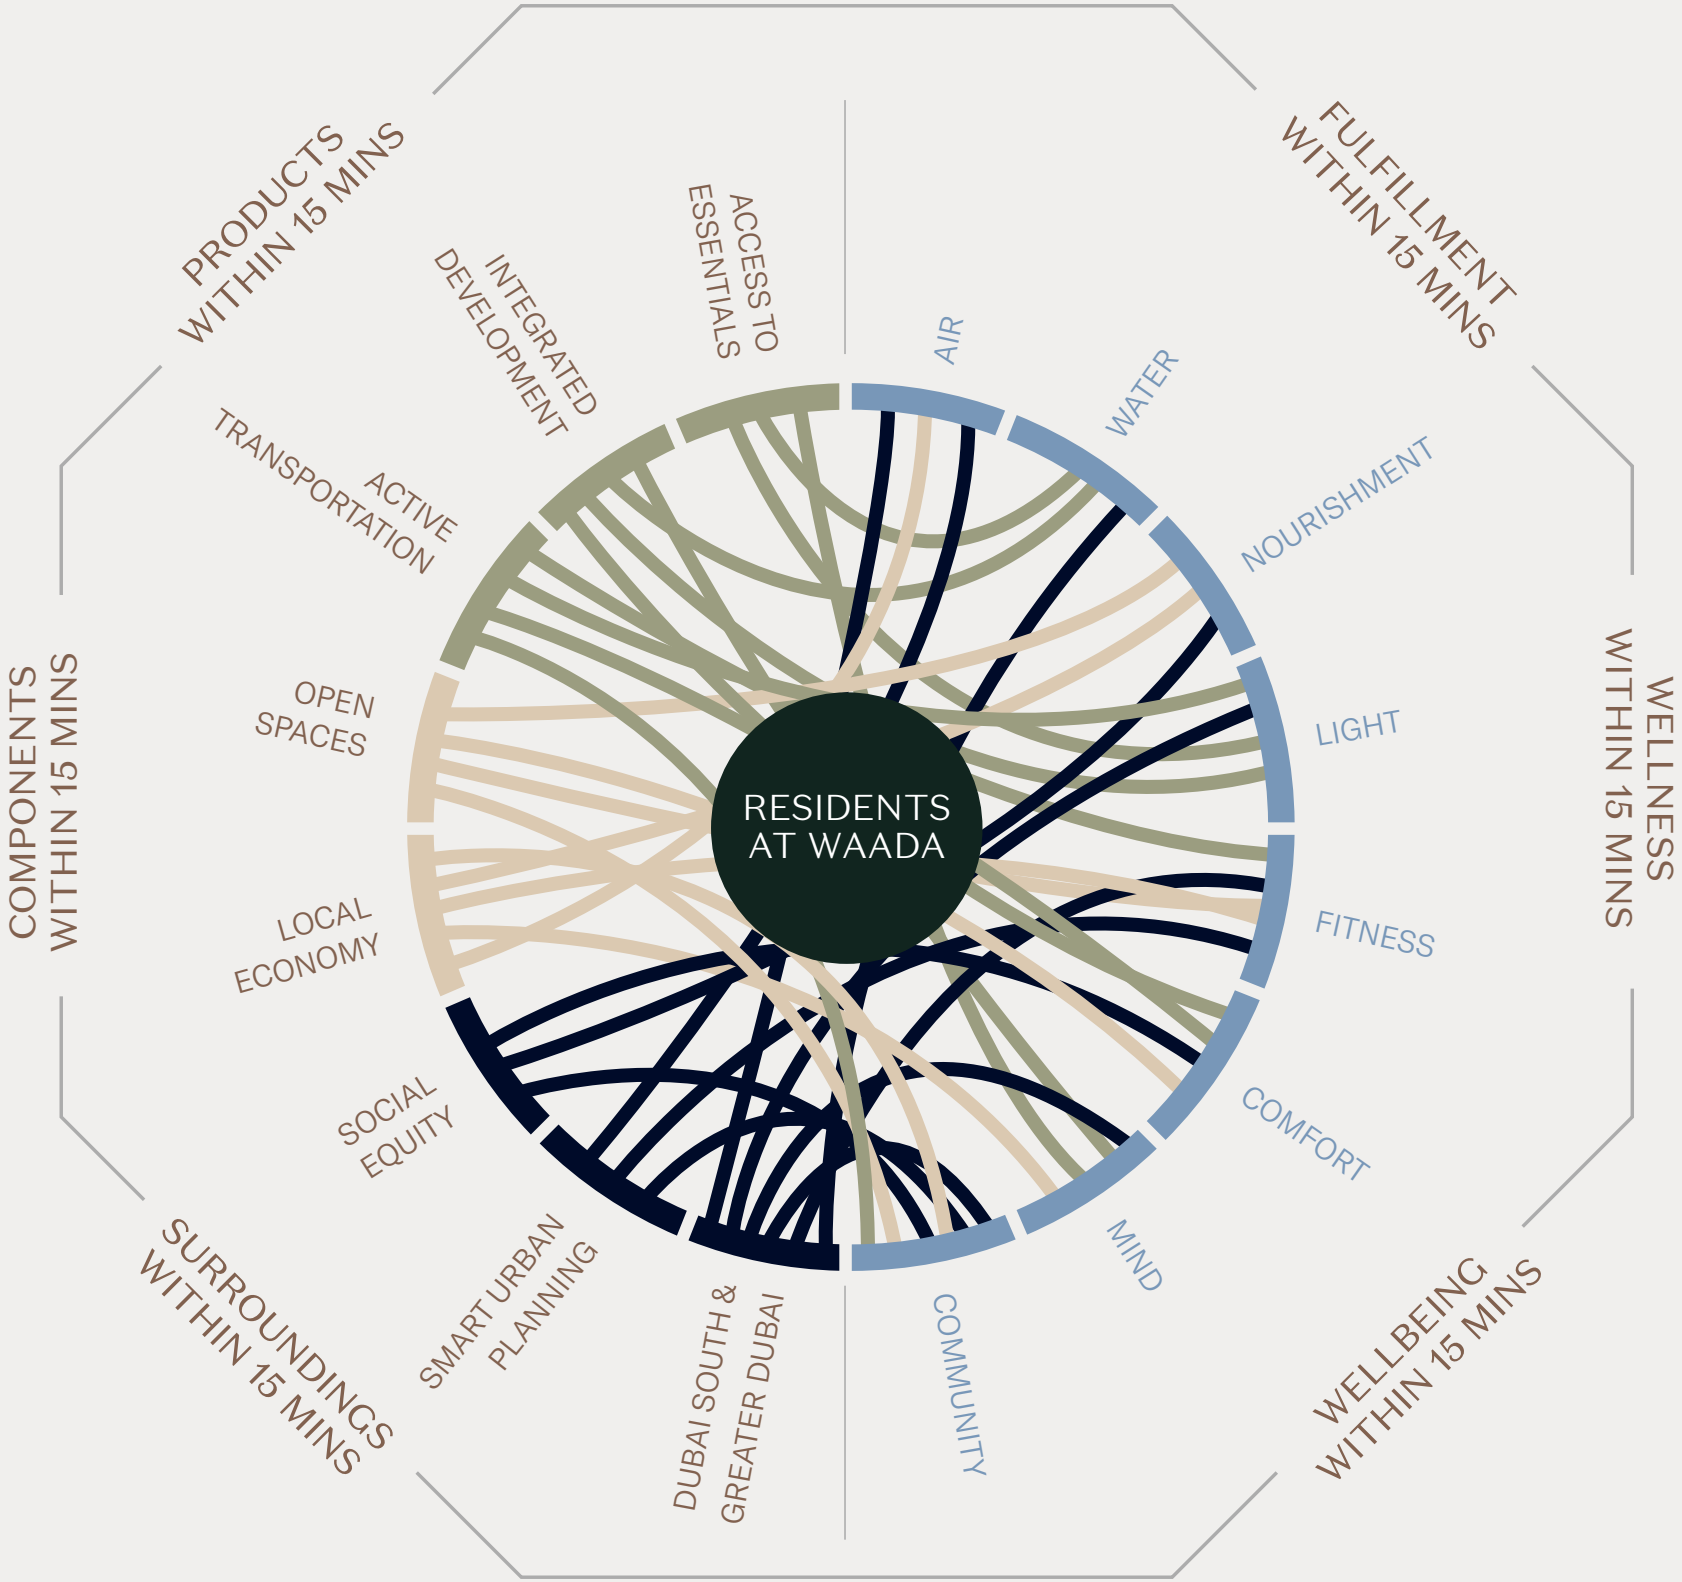 PRODUCTS
WITHIN 15 MINS
FULFILLMENT
WITHIN 15 MINS
ACCESS TO
ESSENTIALS
INTEGRATED
DEVELOPMENT
ACTIVE
TRANSPORTATION
OPEN
SPACES
LOCAL
ECONOMY
SOCIAL
EQUITY
SMART URBAN
PLANNING
DUBAI SOUTH &
GREATER DUBAI
AIR
WATER
NOURISHMENT
LIGHT
FITNESS
COMFORT
MIND
COMMUNITY
RESIDENTS
AT WAADA
COMPONENTS
WITHIN 15 MINS
WELLNESS
WITHIN 15 MINS
SURROUNDINGS
WITHIN 15 MINS
WELLBEING
WITHIN 15 MINS